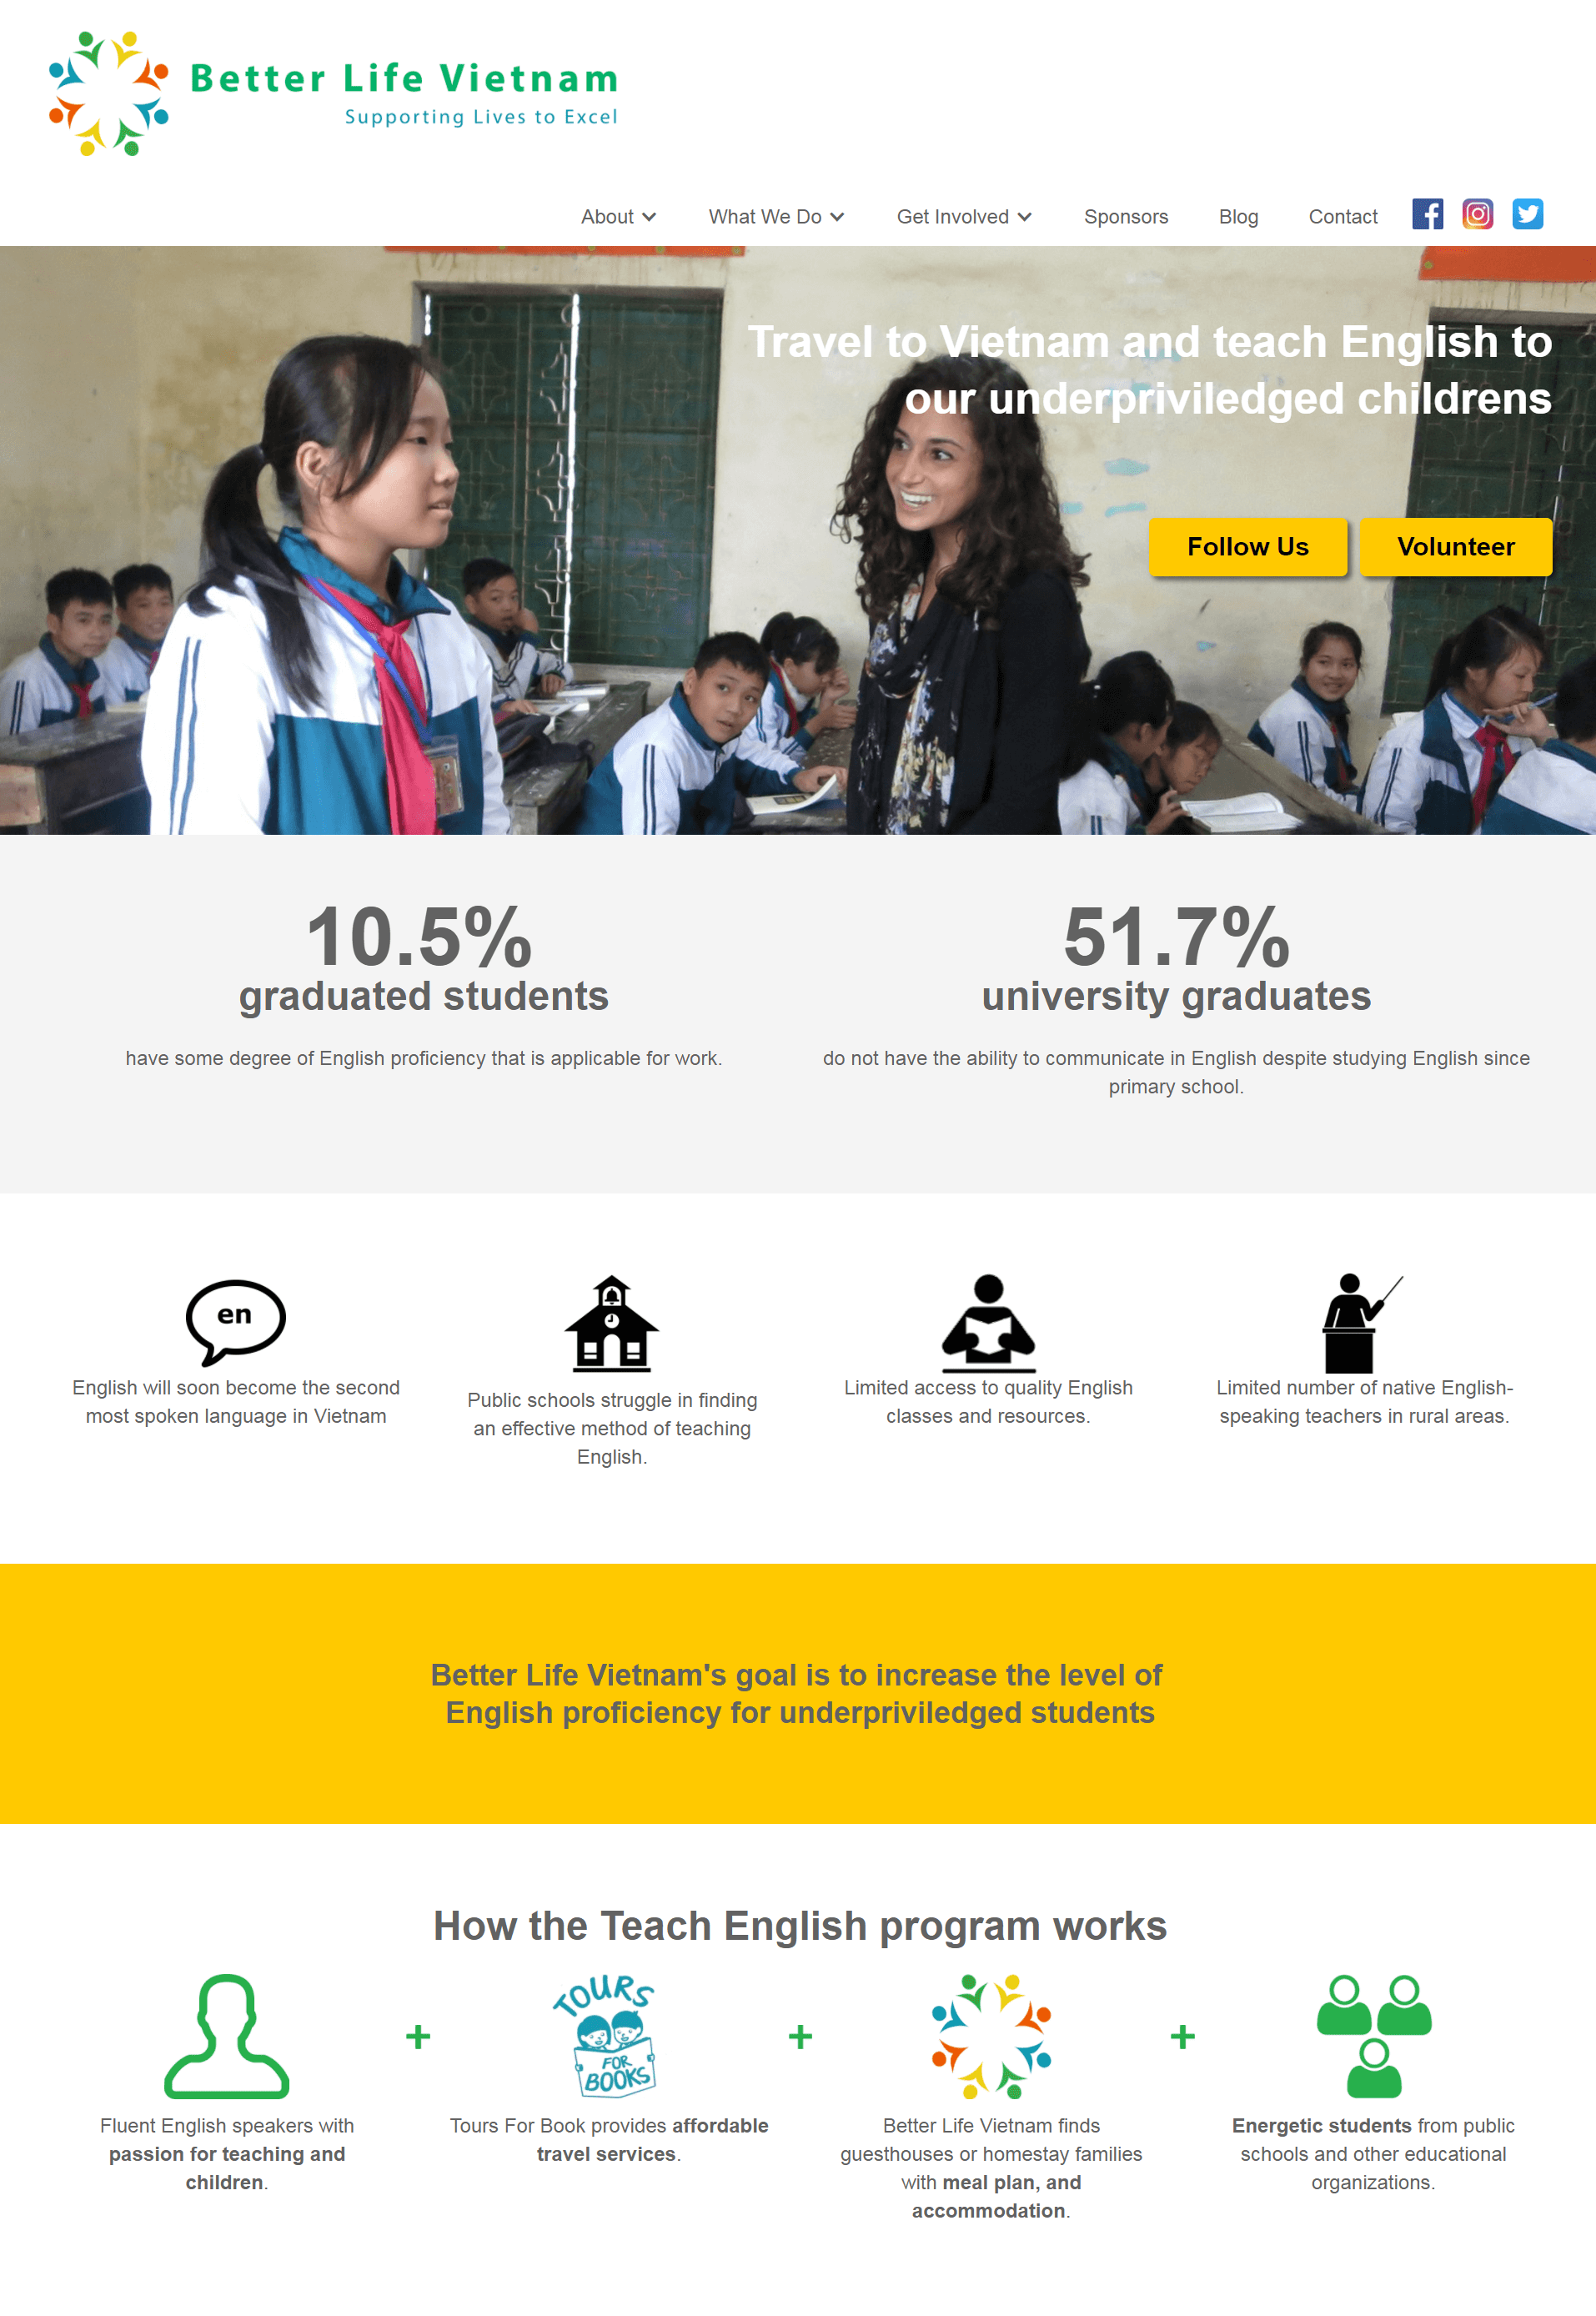 Better Life Vietnam
Supporting Lives to Excel
About
What We Do
Get Involved
Sponsors
Blog
Contact
Travel to Vietnam and teach English to
our underpriviledged childrens
Follow Us
Volunteer
10.5%
graduated students
have some degree of English proficiency that is applicable for work.
51.7%
university graduates
do not have the ability to communicate in English despite studying English since
primary school.
en
English will soon become the second
most spoken language in Vietnam
Public schools struggle in finding
an effective method of teaching
English.
Limited access to quality English
classes and resources.
Limited number of native English-
speaking teachers in rural areas.
Better Life Vietnam's goal is to increase the level of
English proficiency for underpriviledged students
How the Teach English program works
Fluent English speakers with
passion for teaching and
children.
+
TOURS
FOR
BOOKS
Tours For Book provides affordable
travel services.
+
Better Life Vietnam finds
guesthouses or homestay families
with meal plan, and
accommodation.
+
Energetic students from public
schools and other educational
organizations.